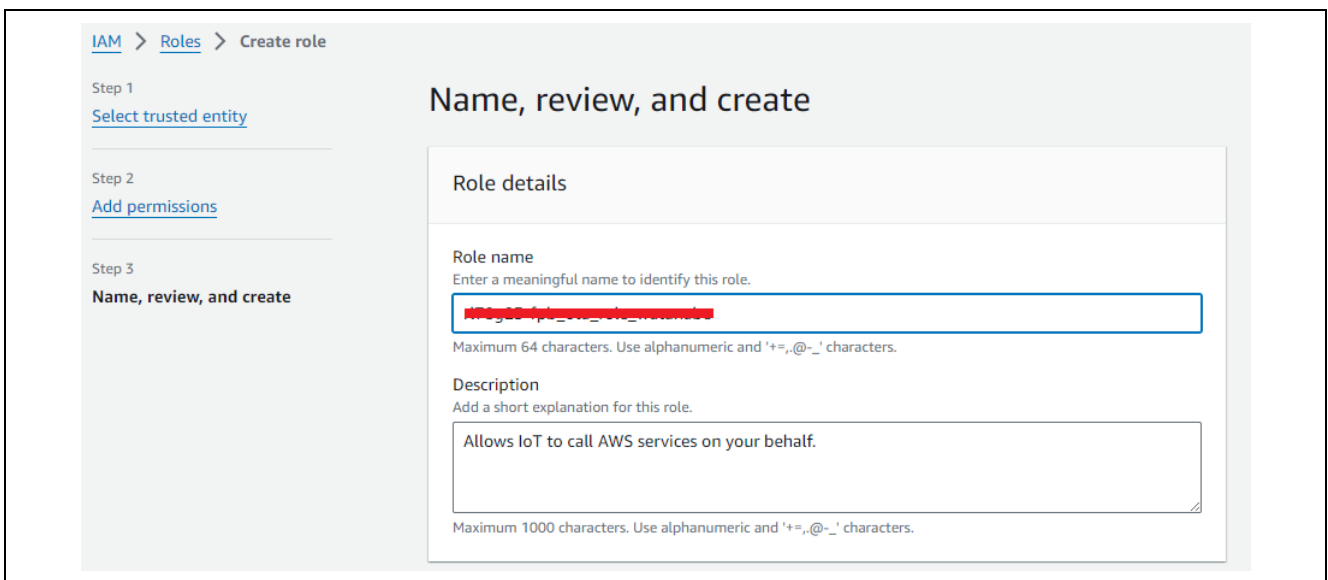 IAM > Roles > Create role
Step 1
Select trusted entity
Step 2
Add permissions
Step 3
Name, review, and create
Name, review, and create
Role details
Role name
Enter a meaningful name to identify this role.
Maximum 64 characters. Use alphanumeric and '+=,.@-_' characters.
Description
Add a short explanation for this role.
Allows IoT to call AWS services on your behalf.
Maximum 1000 characters. Use alphanumeric and '+=,.@-_' characters.